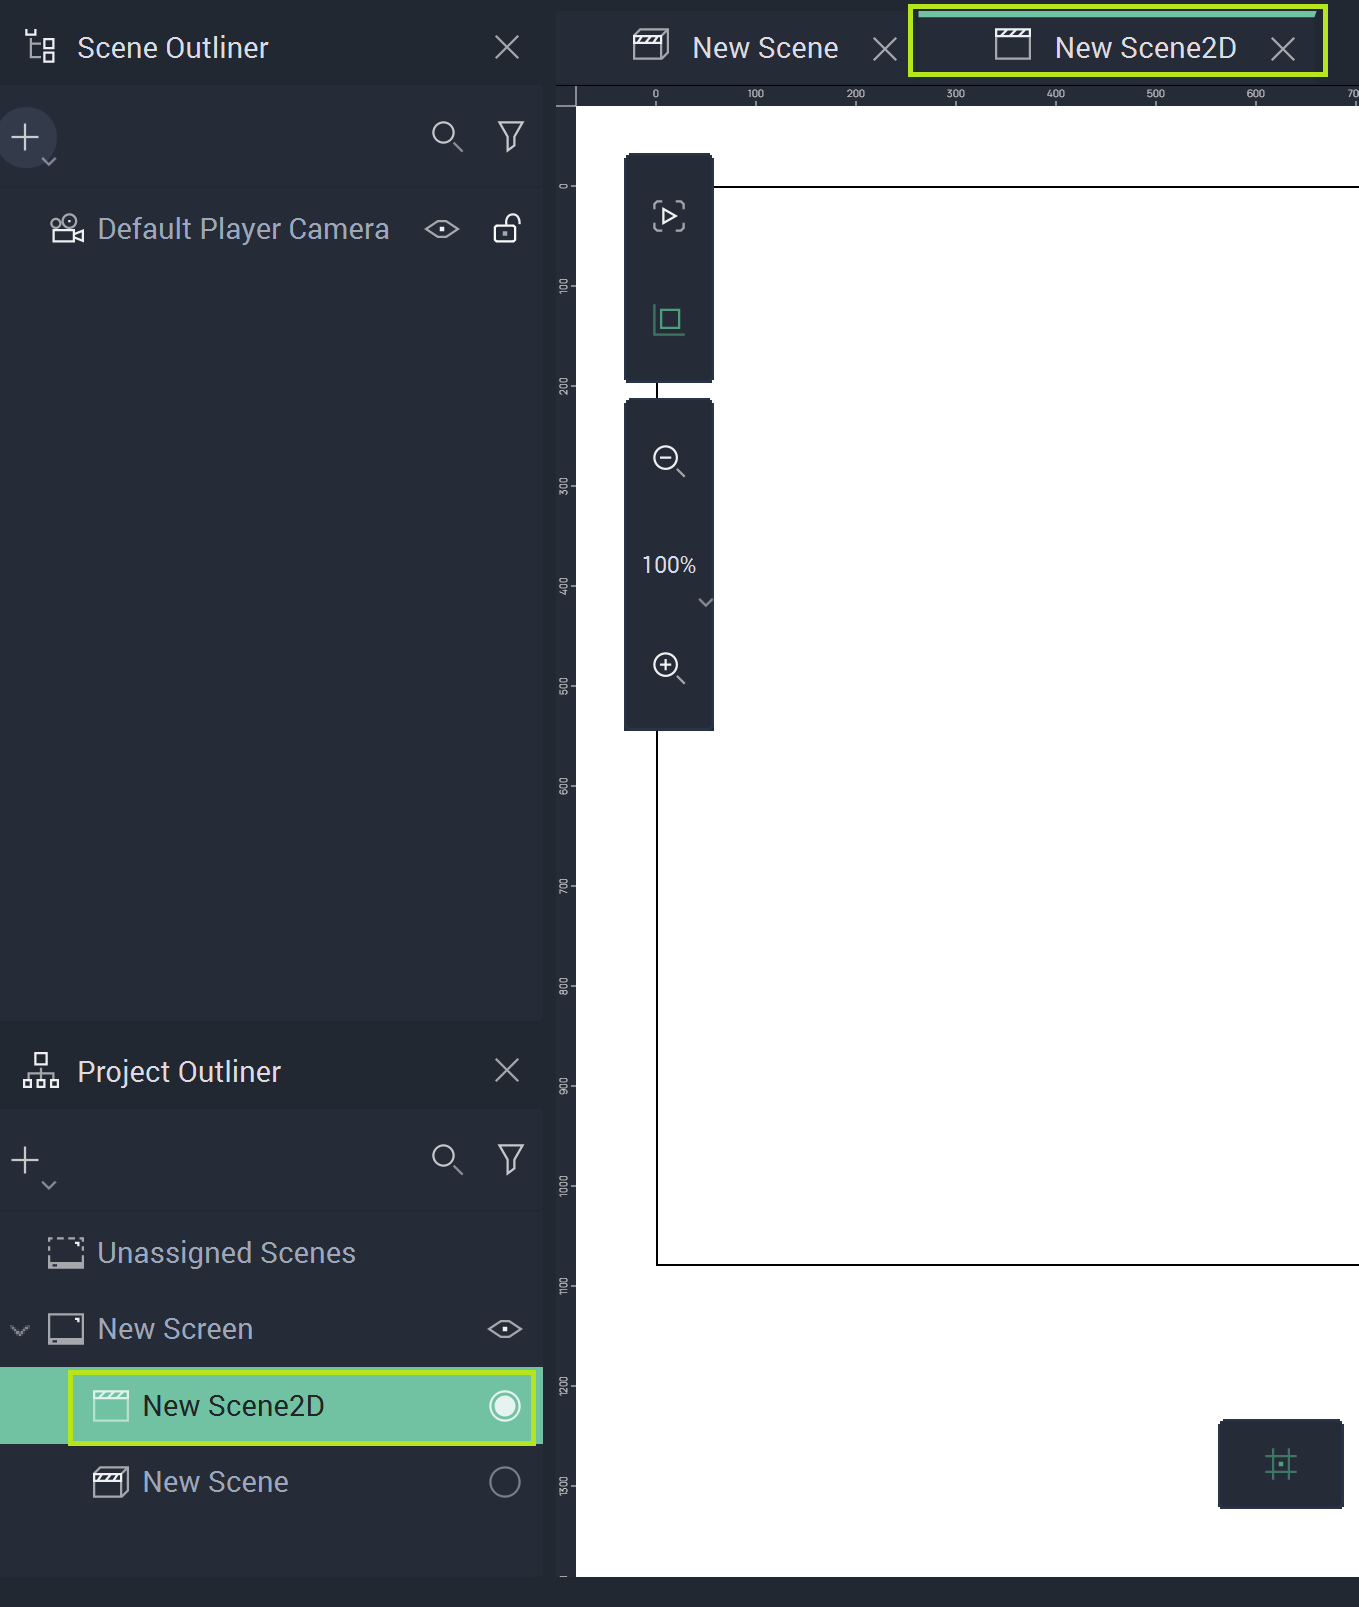 Scene Outliner
New Scene
New Scene2D
0 100 200 300 400 500 600 70
Default Player Camera
0
100
200
300
400
500
600
700
800
900
1000
1100
1200
1300
100%
Project Outliner
Unassigned Scenes
New Screen
New Scene2D
New Scene